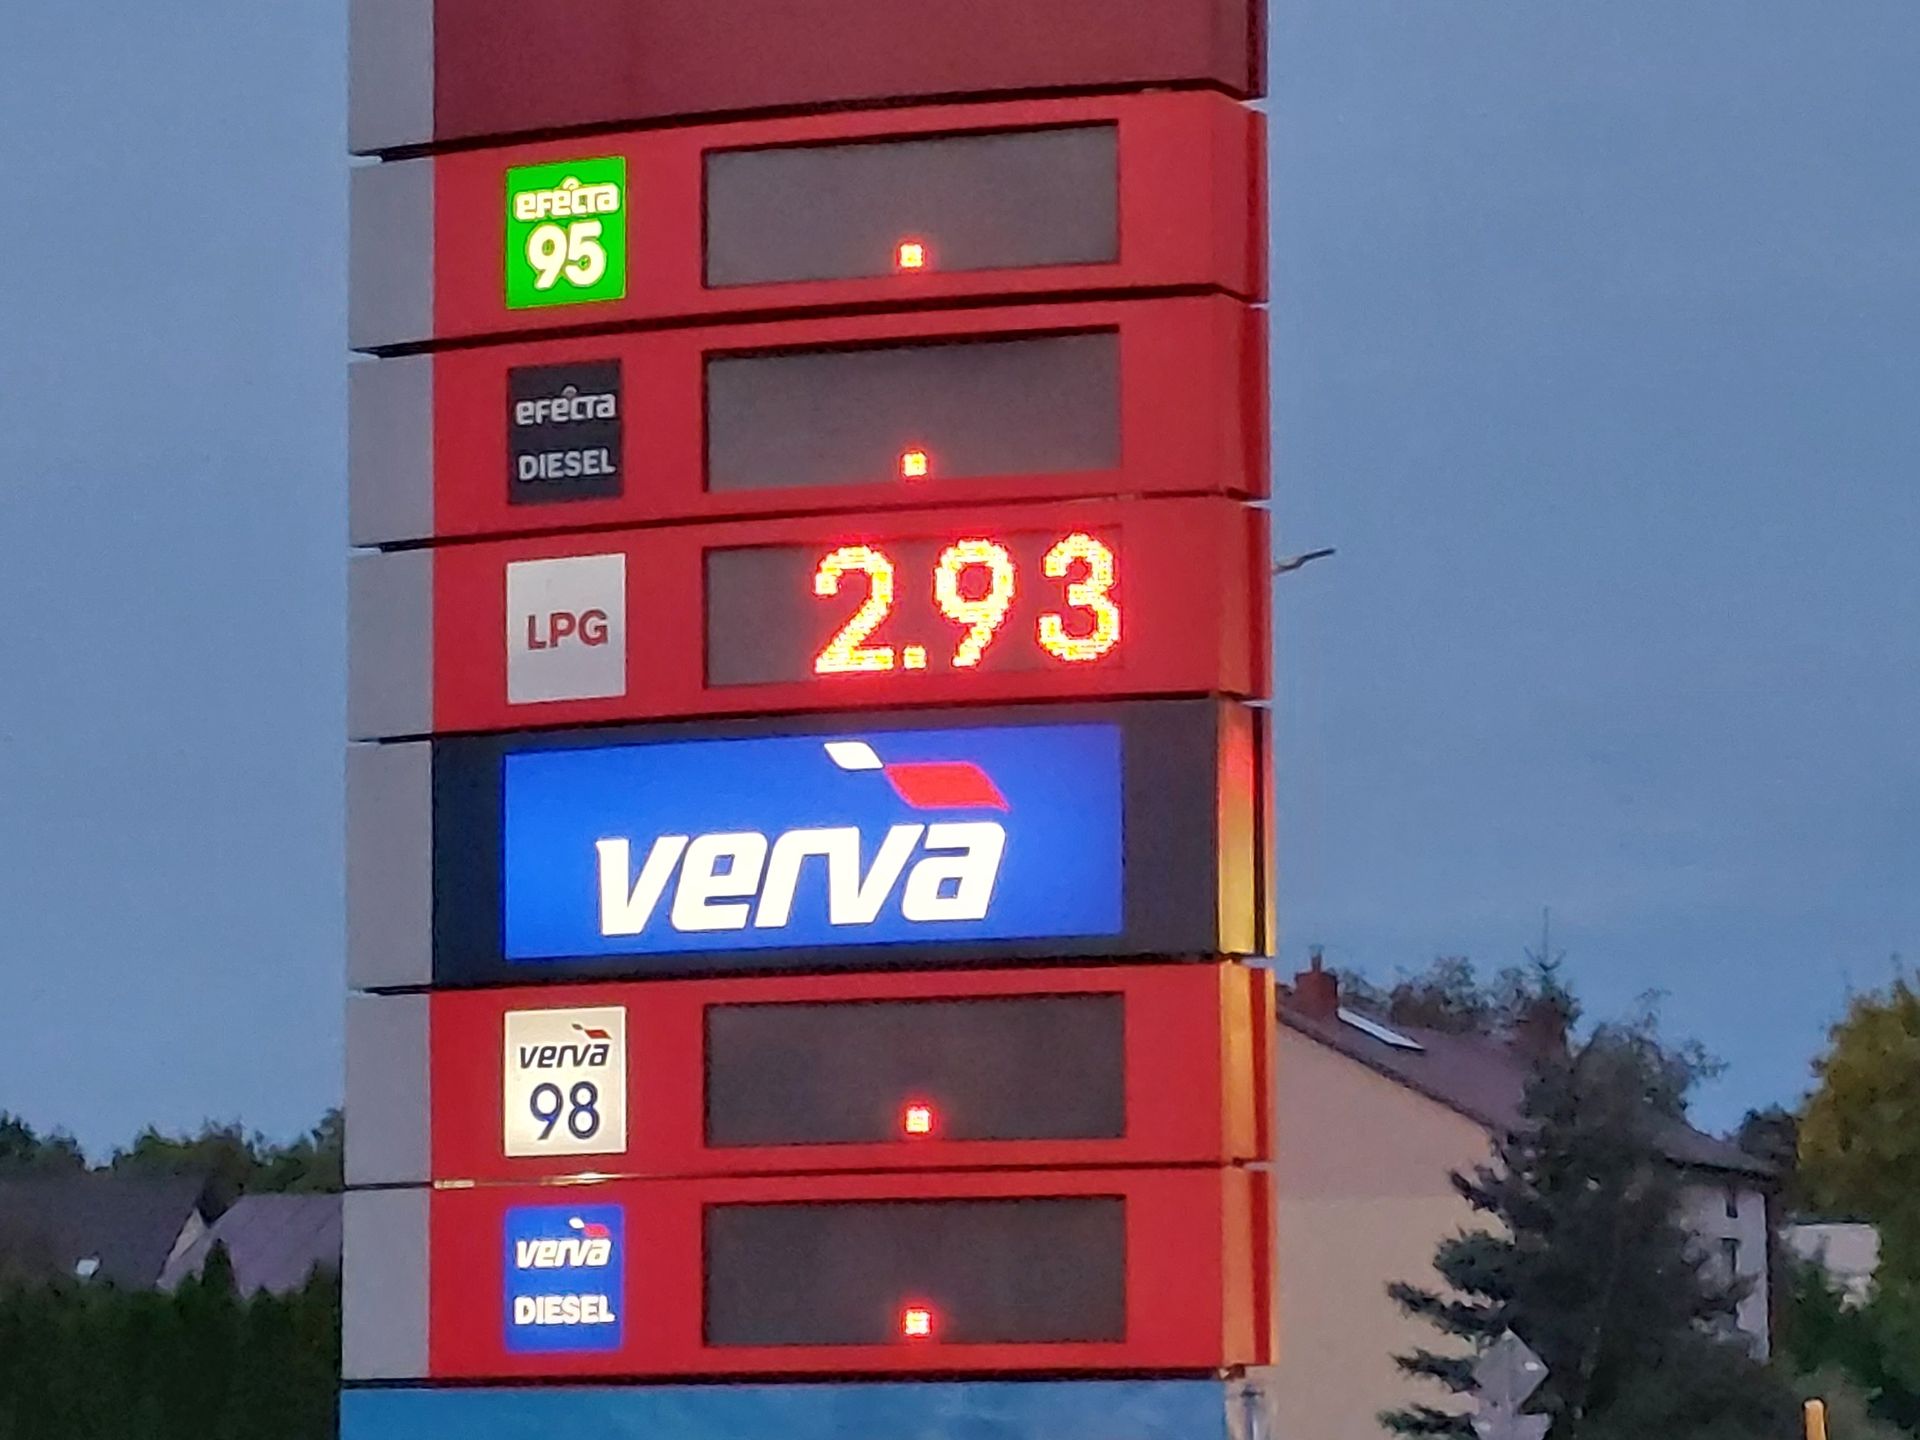 efecta
95
.
efecta
DIESEL
.
LPG
2.93
verva
verva
98
.
verva
DIESEL
.